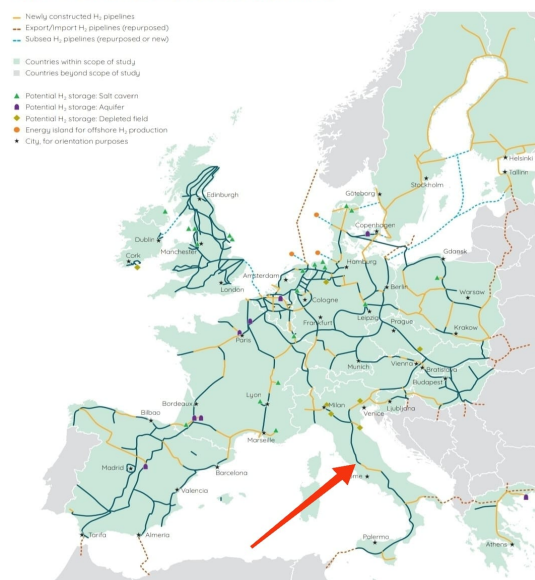 Newly constructed H₂ pipelines
Export/Import H₂ pipelines (repurposed)
Subsea H₂ pipelines (repurposed or new)
Countries within scope of study
Countries beyond scope of study
Potential H₂ storage: Salt cavern
Potential H₂ storage: Aquifer
Potential H₂ storage: Depleted field
Energy island for offshore H₂ production
City, for orientation purposes
Helsinki
Tallinn
Stockholm
Edinburgh
Göteborg
Copenhagen
Dublin
Manchester
Cork
Gdansk
Hamburg
Amsterdam
London
Berlin
Warsaw
Cologne
Leipzig
Frankfurt
Prague
Krakow
Paris
Munich
Vienna
Bratislava
Budapest
Lyon
Milan
Venice
Ljubljana
Bordeaux
Bilbao
Marseille
Madrid
Barcelona
Valencia
me
Palermo
Athens
Tarifa
Almeria